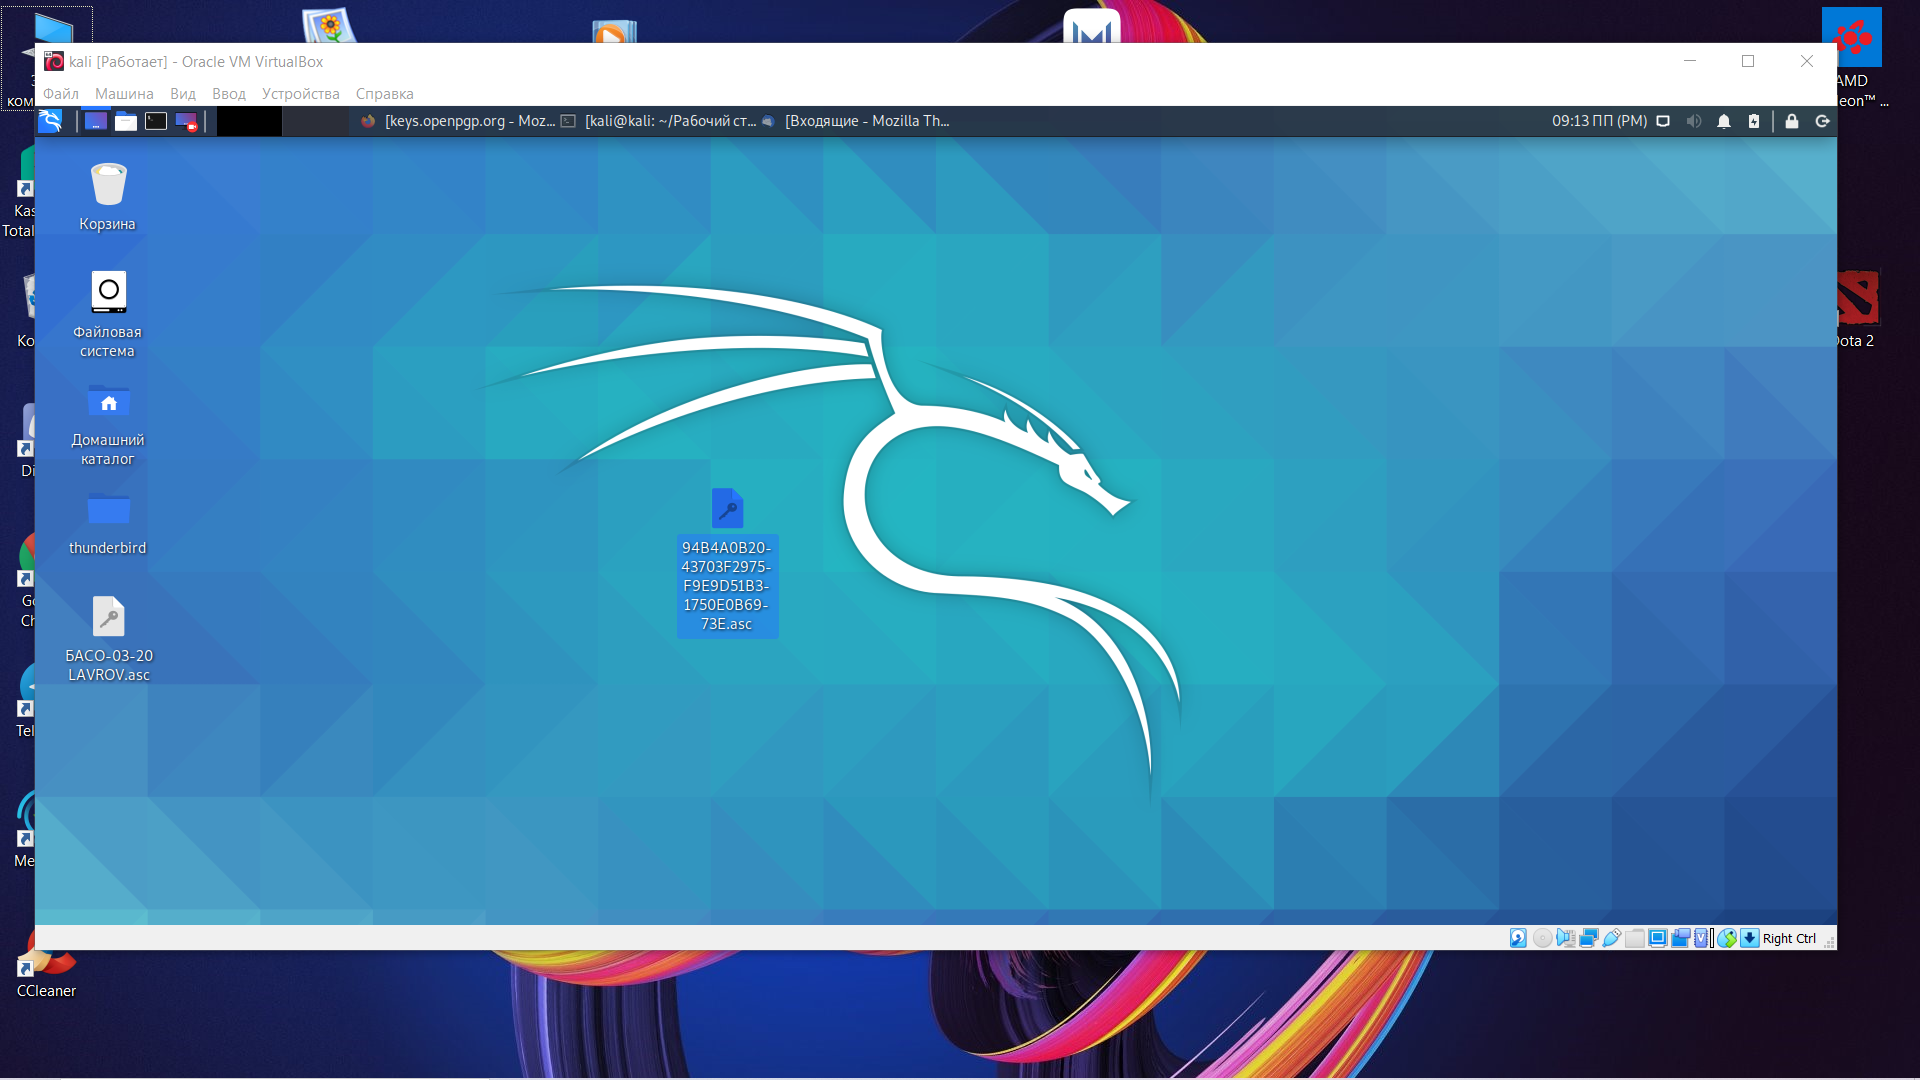 kali [Работает] - Oracle VM VirtualBox
Файл Машина Вид Ввод Устройства Справка
[keys.openpgp.org - Moz... [kali@kali: ~/Рабочий ст... [Входящие - Mozilla Th... 09:13 ПП (PM)
Корзина
Файловая
система
Домашний
каталог
thunderbird
БАСО-03-20
LAVROV.asc
94B4A0B20-
43703F2975-
F9E9D51B3-
1750E0B69-
73E.asc
Right Ctrl
AMD
Dota 2
Total
CCleaner